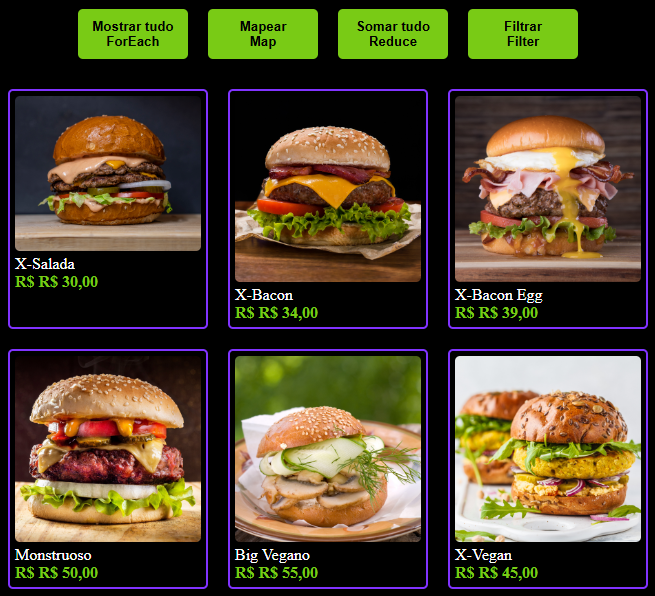 Mostrar tudo
ForEach
Mapear
Map
Somar tudo
Reduce
Filtrar
Filter
X-Salada
R$ R$ 30,00
X-Bacon
R$ R$ 34,00
X-Bacon Egg
R$ R$ 39,00
Monstruoso
R$ R$ 50,00
Big Vegano
R$ R$ 55,00
X-Vegan
R$ R$ 45,00